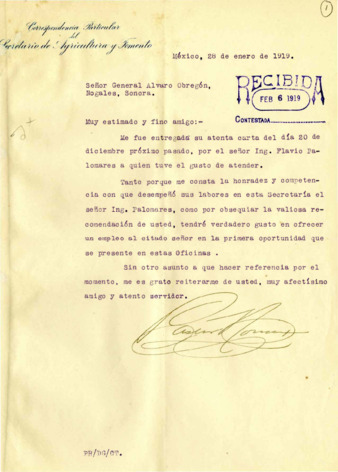 1
Correspondencia Particular
del
Secretario de Agricultura y Fomento
México, 28 de enero de 1919.
Señor General Alvaro Obregón,
Nogales, Sonora.
RECIBIDA
FEB 6 1919
CONTESTADA
Muy estimado y fino amigo:-
Me fue entregada su atenta carta del día 20 de
diciembre próximo pasado, por el señor Ing. Flavio Pa-
lomares a quien tuve el gusto de atender.
Tanto porque me consta la honradez y competen-
cia con que desempeñó sus labores en esta Secretaría el
señor Ing. Palomares, como por obsequiar la valiosa re-
comendación de usted, tendré verdadero gusto en ofrecer
un empleo al citado señor en la primera oportunidad que
se presente en estas Oficinas .
Sin otro asunto a que hacer referencia por el
momento, me es grato reiterarme de usted, muy afectísimo
amigo y atento servidor.
PR/DG/CT.